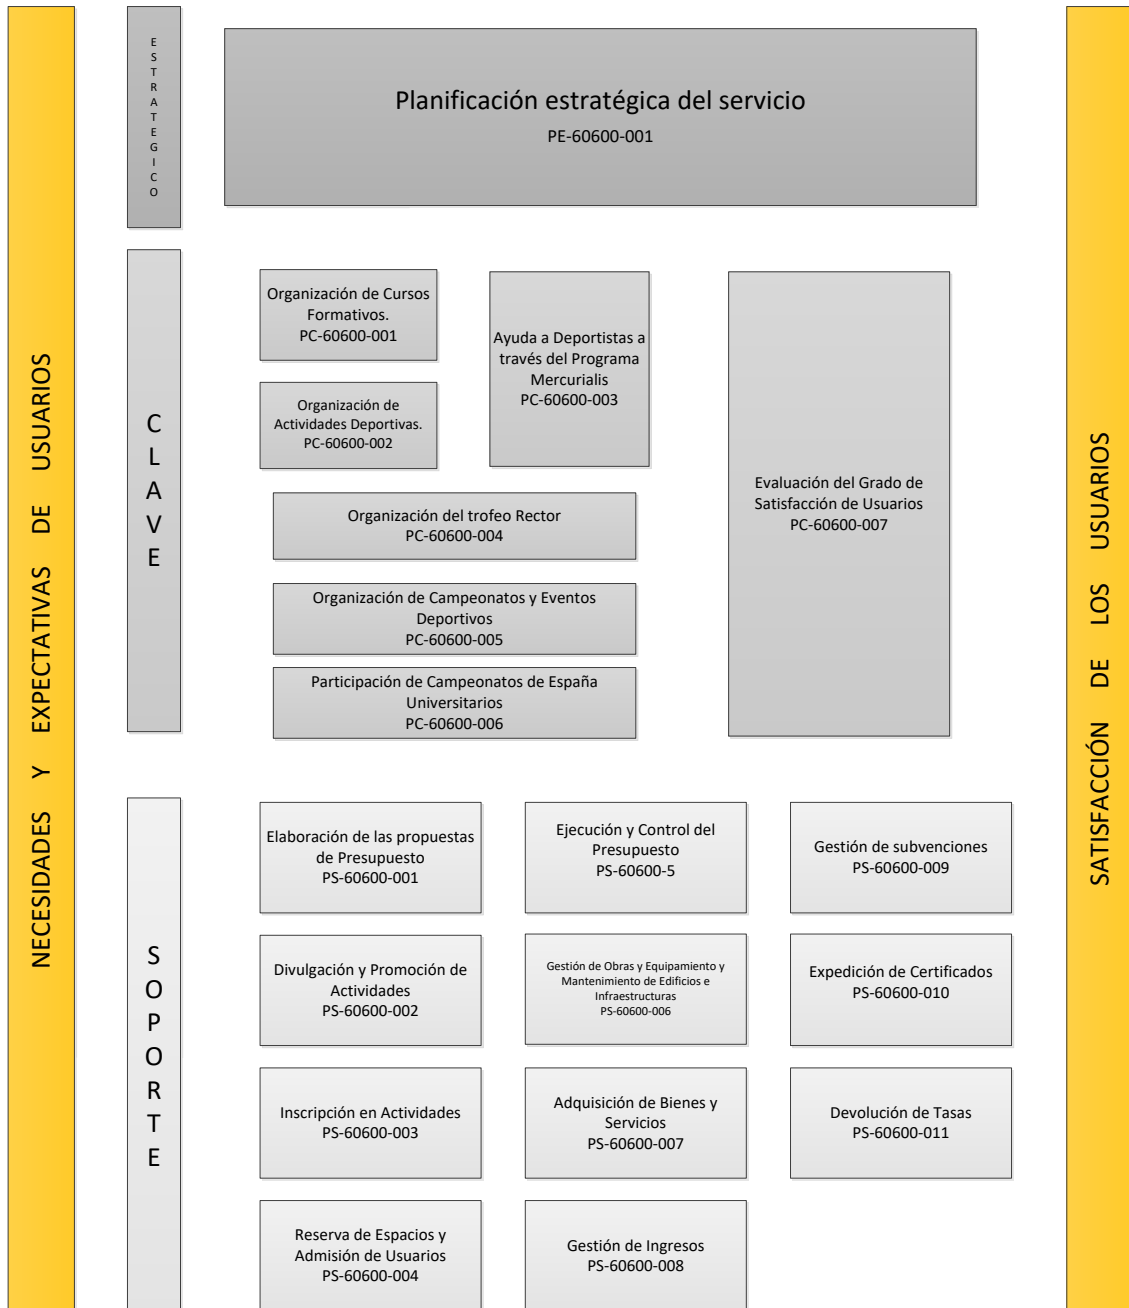 NECESIDADES Y EXPECTATIVAS DE USUARIOS
ESTRATEGICO
Planificación estratégica del servicio
PE-60600-001
CLAVE
Organización de Cursos
Formativos.
PC-60600-001
Organización de
Actividades Deportivas.
PC-60600-002
Ayuda a Deportistas a
través del Programa
Mercurialis
PC-60600-003
Organización del trofeo Rector
PC-60600-004
Organización de Campeonatos y Eventos
Deportivos
PC-60600-005
Participación de Campeonatos de España
Universitarios
PC-60600-006
Evaluación del Grado de
Satisfacción de Usuarios
PC-60600-007
SOPORTE
Elaboración de las propuestas
de Presupuesto
PS-60600-001
Ejecución y Control del
Presupuesto
PS-60600-5
Gestión de subvenciones
PS-60600-009
Divulgación y Promoción de
Actividades
PS-60600-002
Gestión de Obras y Equipamiento y
Mantenimiento de Edificios e
Infraestructuras
PS-60600-006
Expedición de Certificados
PS-60600-010
Inscripción en Actividades
PS-60600-003
Adquisición de Bienes y
Servicios
PS-60600-007
Devolución de Tasas
PS-60600-011
Reserva de Espacios y
Admisión de Usuarios
PS-60600-004
Gestión de Ingresos
PS-60600-008
SATISFACCIÓN DE LOS USUARIOS